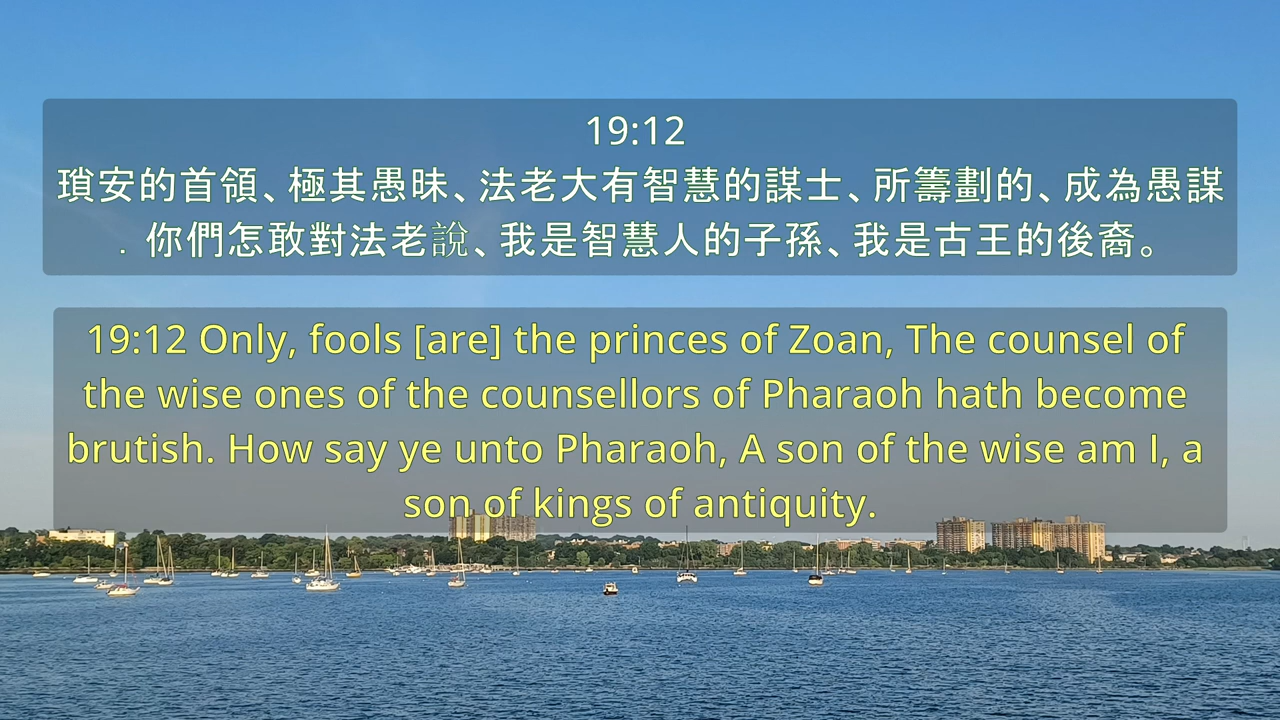 19:12
瑣安的首領、極其愚昧、法老大有智慧的謀士、所籌劃的、成為愚謀
．你們怎敢對法老說、我是智慧人的子孫、我是古王的後裔。
19:12 Only, fools [are] the princes of Zoan, The counsel of
the wise ones of the counsellors of Pharaoh hath become
brutish. How say ye unto Pharaoh, A son of the wise am I, a
son of kings of antiquity.